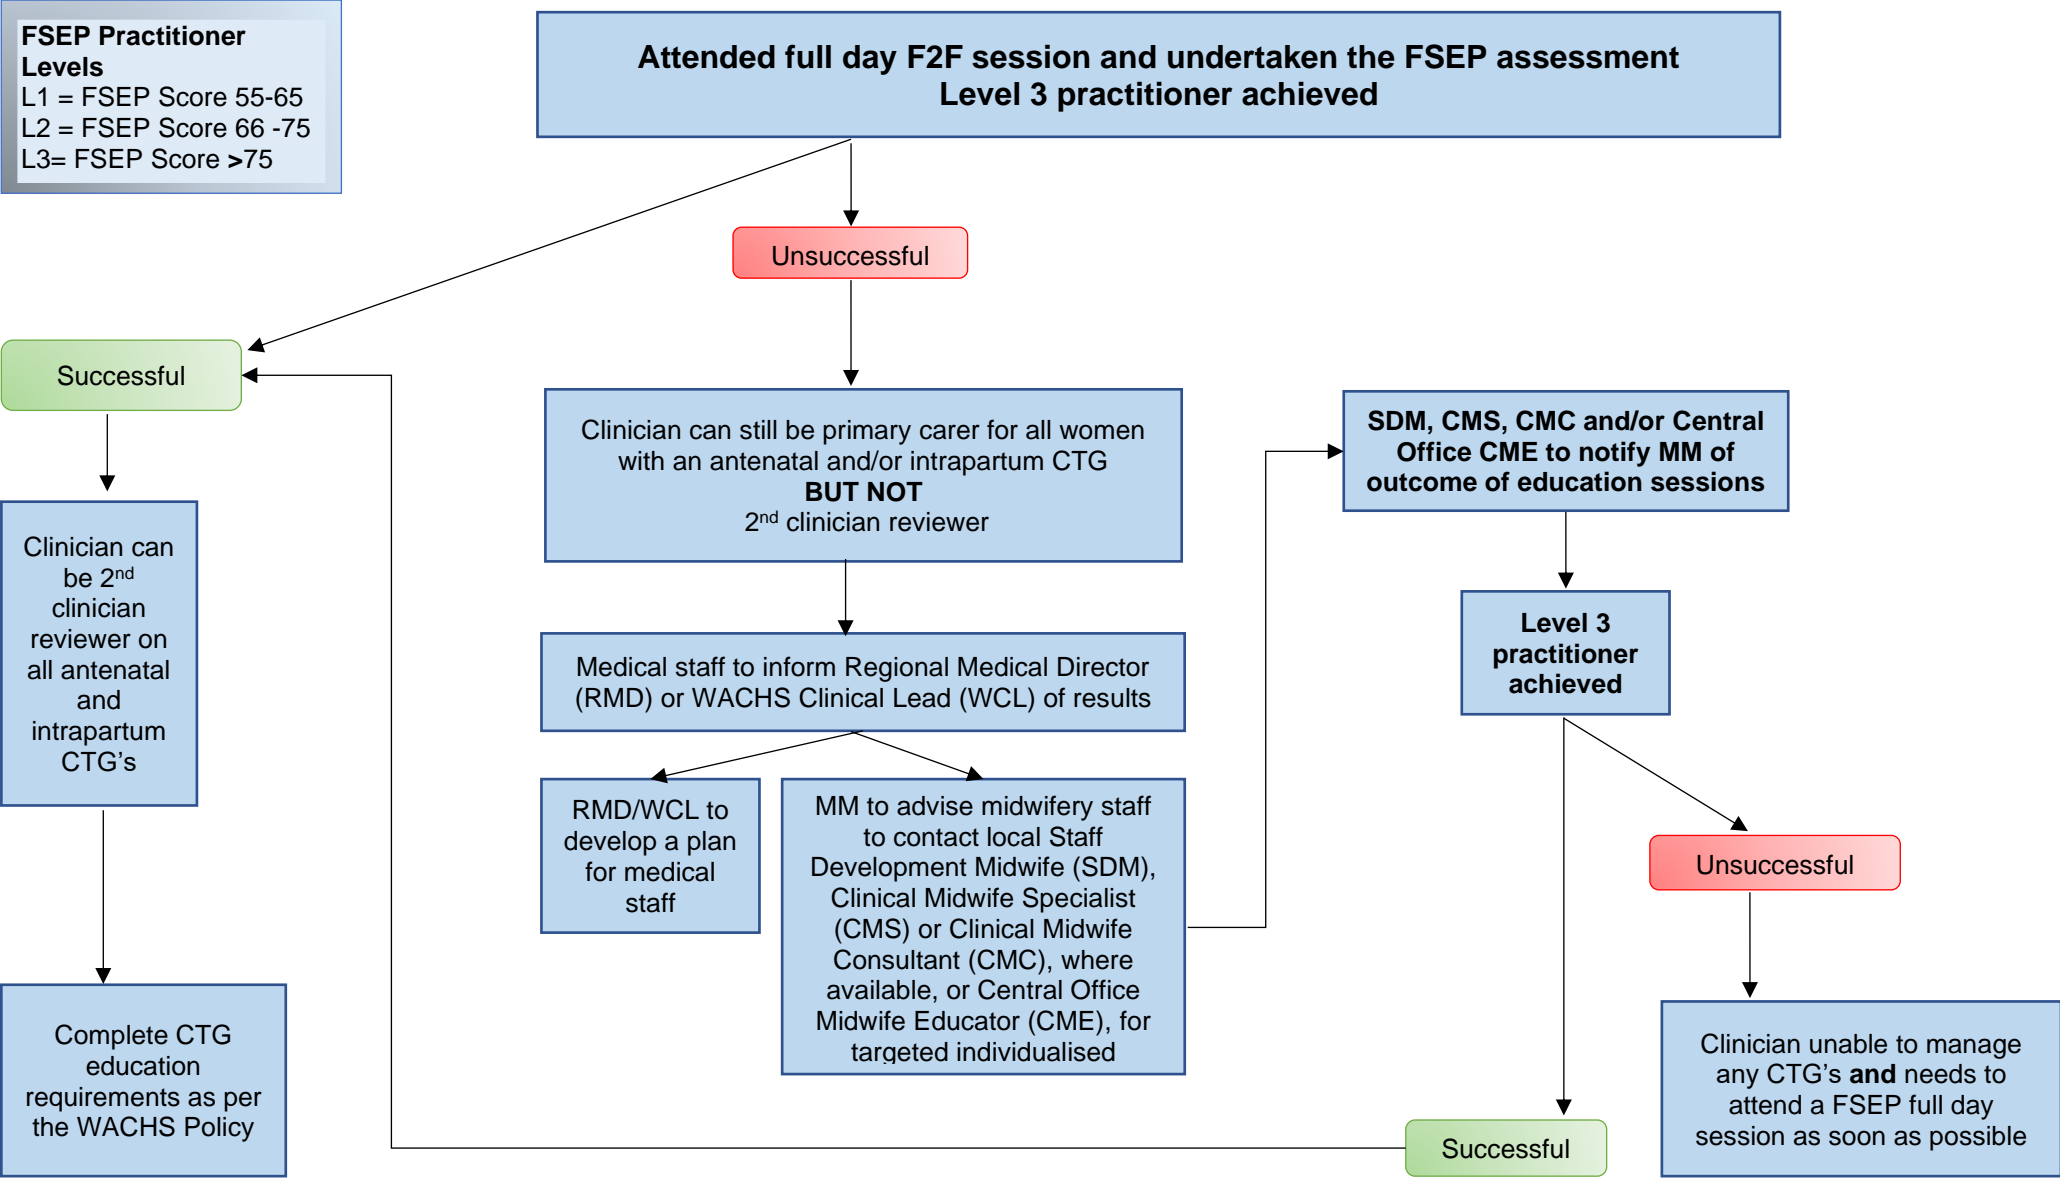 FSEP Practitioner
Levels
L1 = FSEP Score 55-65
L2 = FSEP Score 66 -75
L3= FSEP Score >75
Attended full day F2F session and undertaken the FSEP assessment
Level 3 practitioner achieved
Unsuccessful
Successful
Clinician can
be 2nd
clinician
reviewer on
all antenatal
and
intrapartum
CTG's
Complete CTG
education
requirements as per
the WACHS Policy
Clinician can still be primary carer for all women
with an antenatal and/or intrapartum CTG
BUT NOT
2nd clinician reviewer
Medical staff to inform Regional Medical Director
(RMD) or WACHS Clinical Lead (WCL) of results
RMD/WCL to
develop a plan
for medical
staff
MM to advise midwifery staff
to contact local Staff
Development Midwife (SDM),
Clinical Midwife Specialist
(CMS) or Clinical Midwife
Consultant (CMC), where
available, or Central Office
Midwife Educator (CME), for
targeted individualised
SDM, CMS, CMC and/or Central
Office CME to notify MM of
outcome of education sessions
Level 3
practitioner
achieved
Unsuccessful
Clinician unable to manage
any CTG's and needs to
attend a FSEP full day
session as soon as possible
Successful